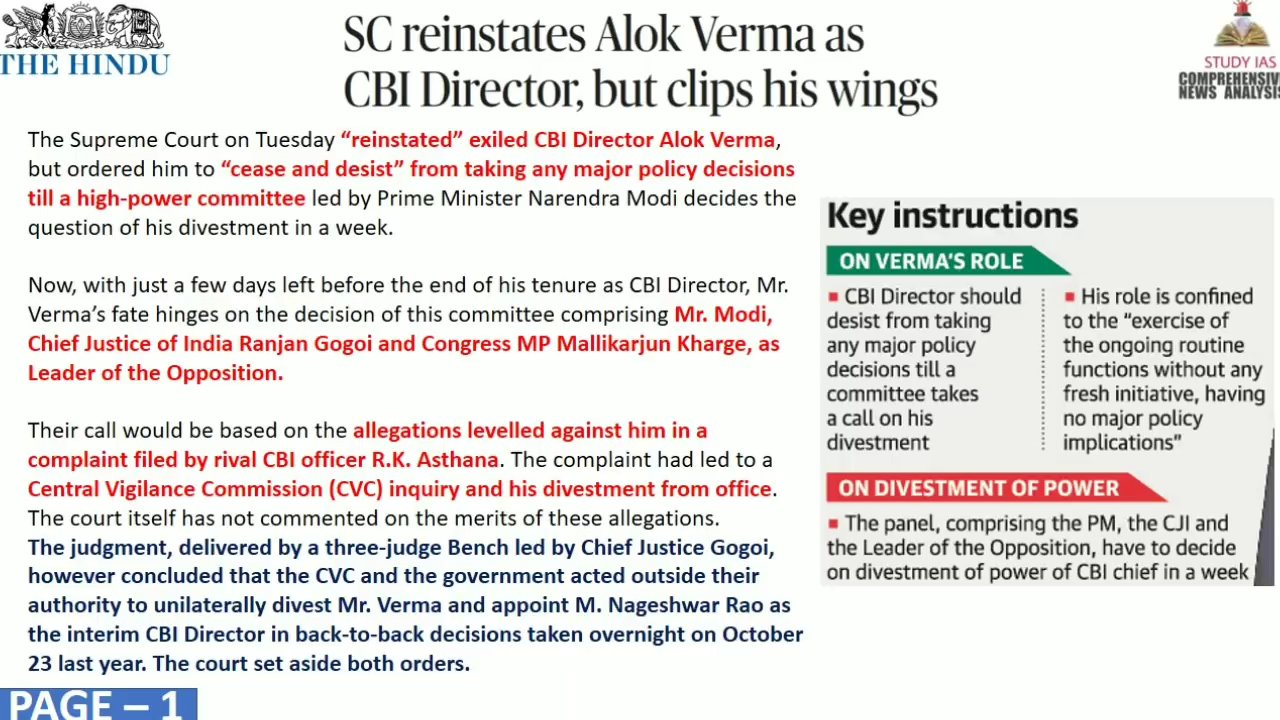 THE HINDU
SC reinstates Alok Verma as
CBI Director, but clips his wings
STUDY IAS
COMPREHENSIVE
NEWS ANALYSIS
The Supreme Court on Tuesday “reinstated” exiled CBI Director Alok Verma,
but ordered him to “cease and desist” from taking any major policy decisions
till a high-power committee led by Prime Minister Narendra Modi decides the
question of his divestment in a week.
Now, with just a few days left before the end of his tenure as CBI Director, Mr.
Verma’s fate hinges on the decision of this committee comprising Mr. Modi,
Chief Justice of India Ranjan Gogoi and Congress MP Mallikarjun Kharge, as
Leader of the Opposition.
Their call would be based on the allegations levelled against him in a
complaint filed by rival CBI officer R.K. Asthana. The complaint had led to a
Central Vigilance Commission (CVC) inquiry and his divestment from office.
The court itself has not commented on the merits of these allegations.
The judgment, delivered by a three-judge Bench led by Chief Justice Gogoi,
however concluded that the CVC and the government acted outside their
authority to unilaterally divest Mr. Verma and appoint M. Nageshwar Rao as
the interim CBI Director in back-to-back decisions taken overnight on October
23 last year. The court set aside both orders.
Key instructions
ON VERMA’S ROLE
■ CBI Director should
desist from taking
any major policy
decisions till a
committee takes
a call on his
divestment
■ His role is confined
to the “exercise of
the ongoing routine
functions without any
fresh initiative, having
no major policy
implications”
ON DIVESTMENT OF POWER
■ The panel, comprising the PM, the CJI and
the Leader of the Opposition, have to decide
on divestment of power of CBI chief in a week
PAGE – 1